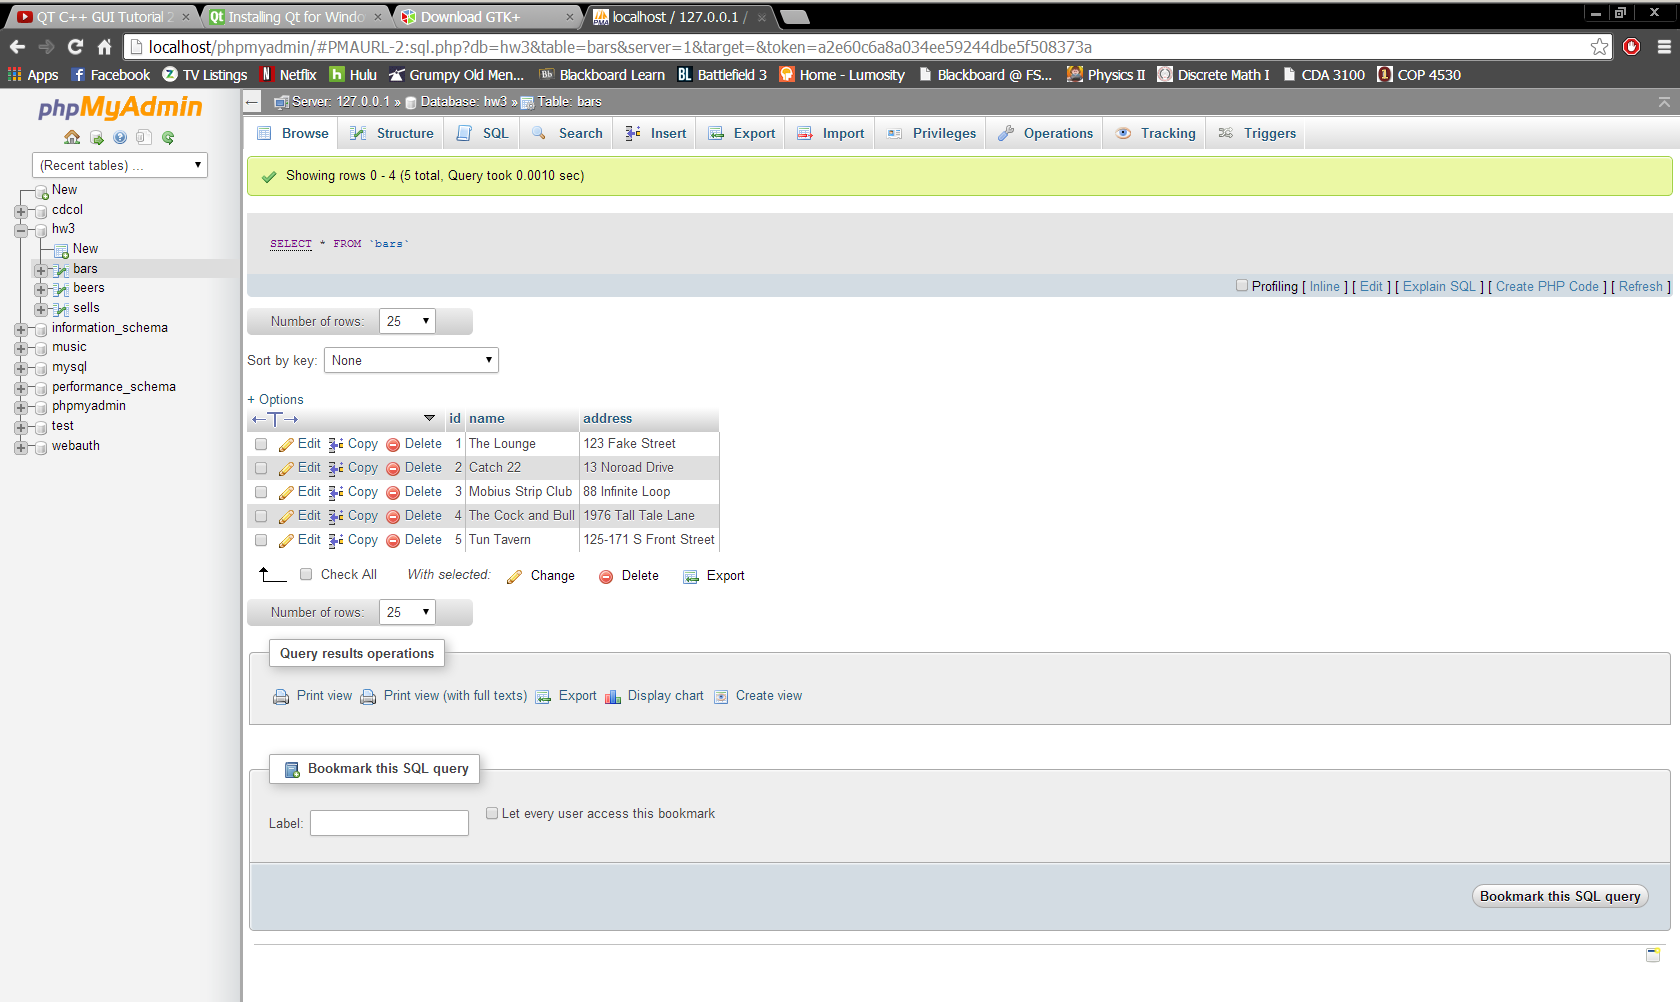 QT C++ GUI Tutorial 2
Installing Qt for Windo
Download GTK+
localhost / 127.0.0.1 /
localhost/phpmyadmin/#PMAURL-2:sql.php?db=hw3&table=bars&server=1&target=&token=a2e60c6a8a034ee59244dbe5f508373a
Apps Facebook TV Listings Netflix Hulu Grumpy Old Men... Blackboard Learn Battlefield 3 Home - Lumosity Blackboard @ FS... Physics II Discrete Math I CDA 3100 COP 4530
phpMyAdmin
(Recent tables) ...
New
cdcol
hw3
New
bars
beers
sells
information_schema
music
mysql
performance_schema
phpmyadmin
test
webauth
Server: 127.0.0.1 » Database: hw3 » Table: bars
Browse Structure SQL Search Insert Export Import Privileges Operations Tracking Triggers
Showing rows 0 - 4 (5 total, Query took 0.0010 sec)
SELECT * FROM `bars`
Profiling [ Inline ] [ Edit ] [ Explain SQL ] [ Create PHP Code ] [ Refresh ]
Number of rows: 25
Sort by key: None
+ Options
id name address
Edit Copy Delete 1 The Lounge 123 Fake Street
Edit Copy Delete 2 Catch 22 13 Noroad Drive
Edit Copy Delete 3 Mobius Strip Club 88 Infinite Loop
Edit Copy Delete 4 The Cock and Bull 1976 Tall Tale Lane
Edit Copy Delete 5 Tun Tavern 125-171 S Front Street
Check All With selected: Change Delete Export
Number of rows: 25
Query results operations
Print view Print view (with full texts) Export Display chart Create view
Bookmark this SQL query
Label: Let every user access this bookmark
Bookmark this SQL query